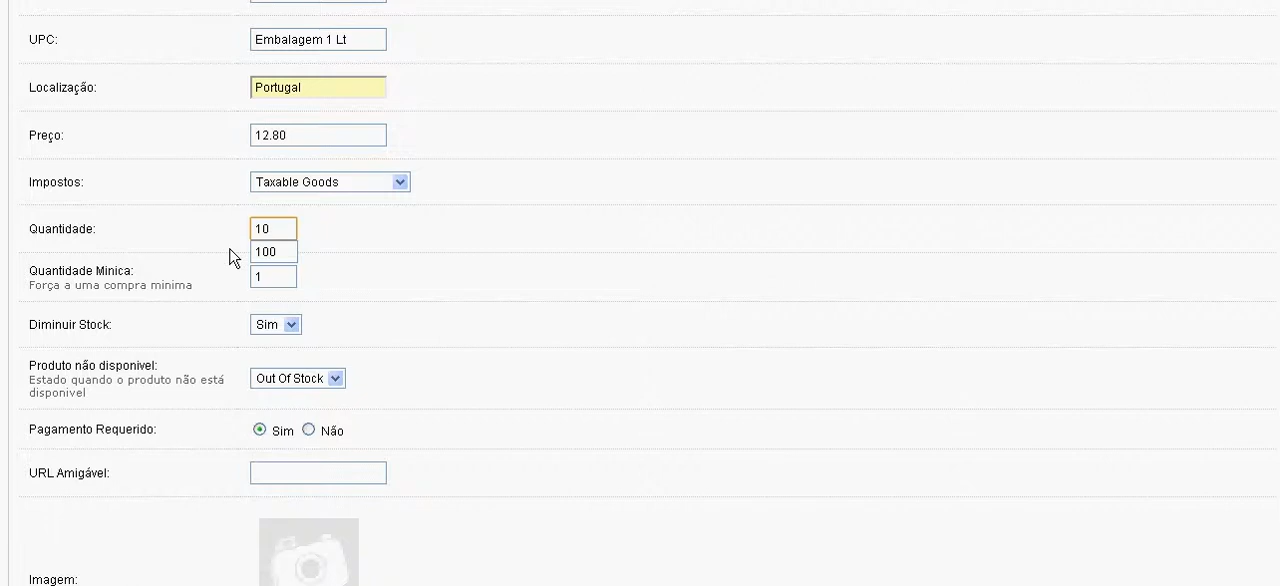 UPC: Embalagem 1 Lt
Localização: Portugal
Preço: 12.80
Impostos: Taxable Goods
Quantidade: 10
100
Quantidade Minica: 1
Força a uma compra minima
Diminuir Stock: Sim
Produto não disponivel: Out Of Stock
Estado quando o produto não está
disponivel
Pagamento Requerido: Sim Não
URL Amigável:
Imagem: